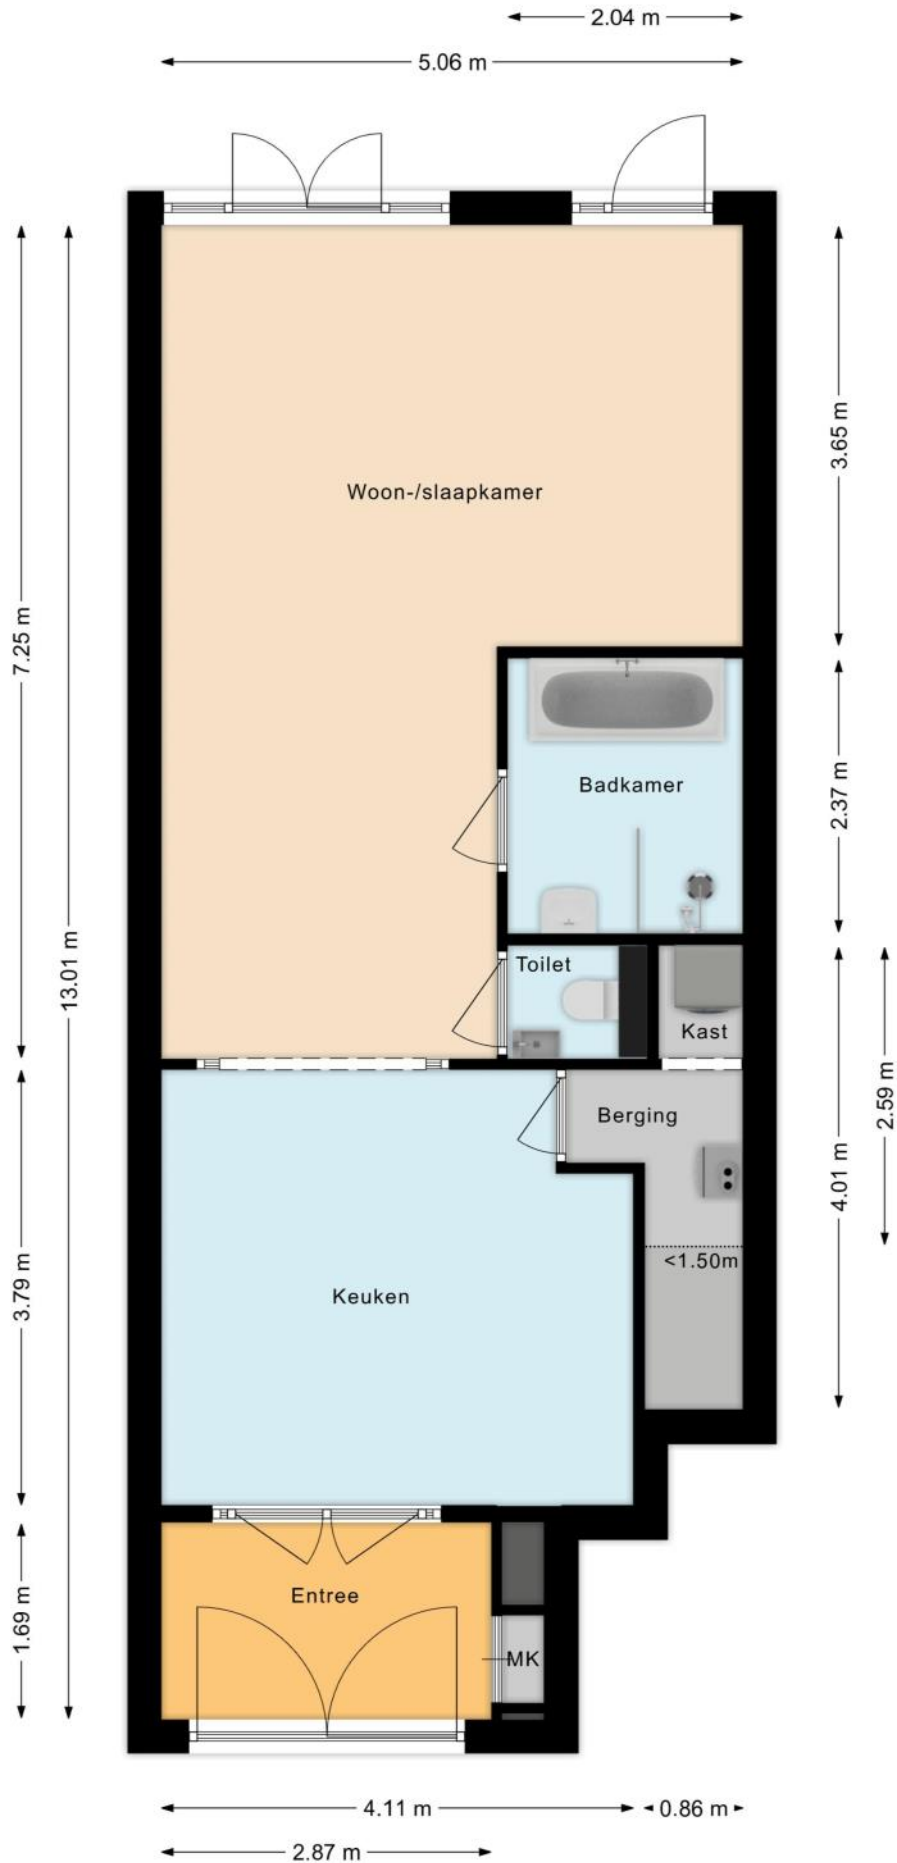 2.04 m
5.06 m
3.65 m
Woon-/slaapkamer
7.25 m
Badkamer
2.37 m
13.01 m
Toilet
Kast
2.59 m
Berging
4.01 m
<1.50m
3.79 m
Keuken
Entree
1.69 m
MK
4.11 m
0.86 m
2.87 m